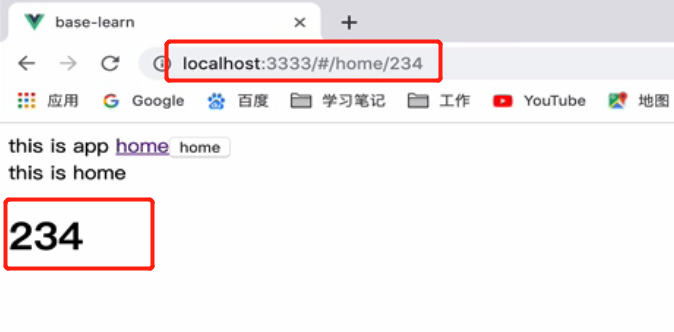 base-learn
localhost:3333/#/home/234
应用 Google 百度 学习笔记 工作 YouTube 地图
this is app home home
this is home
234